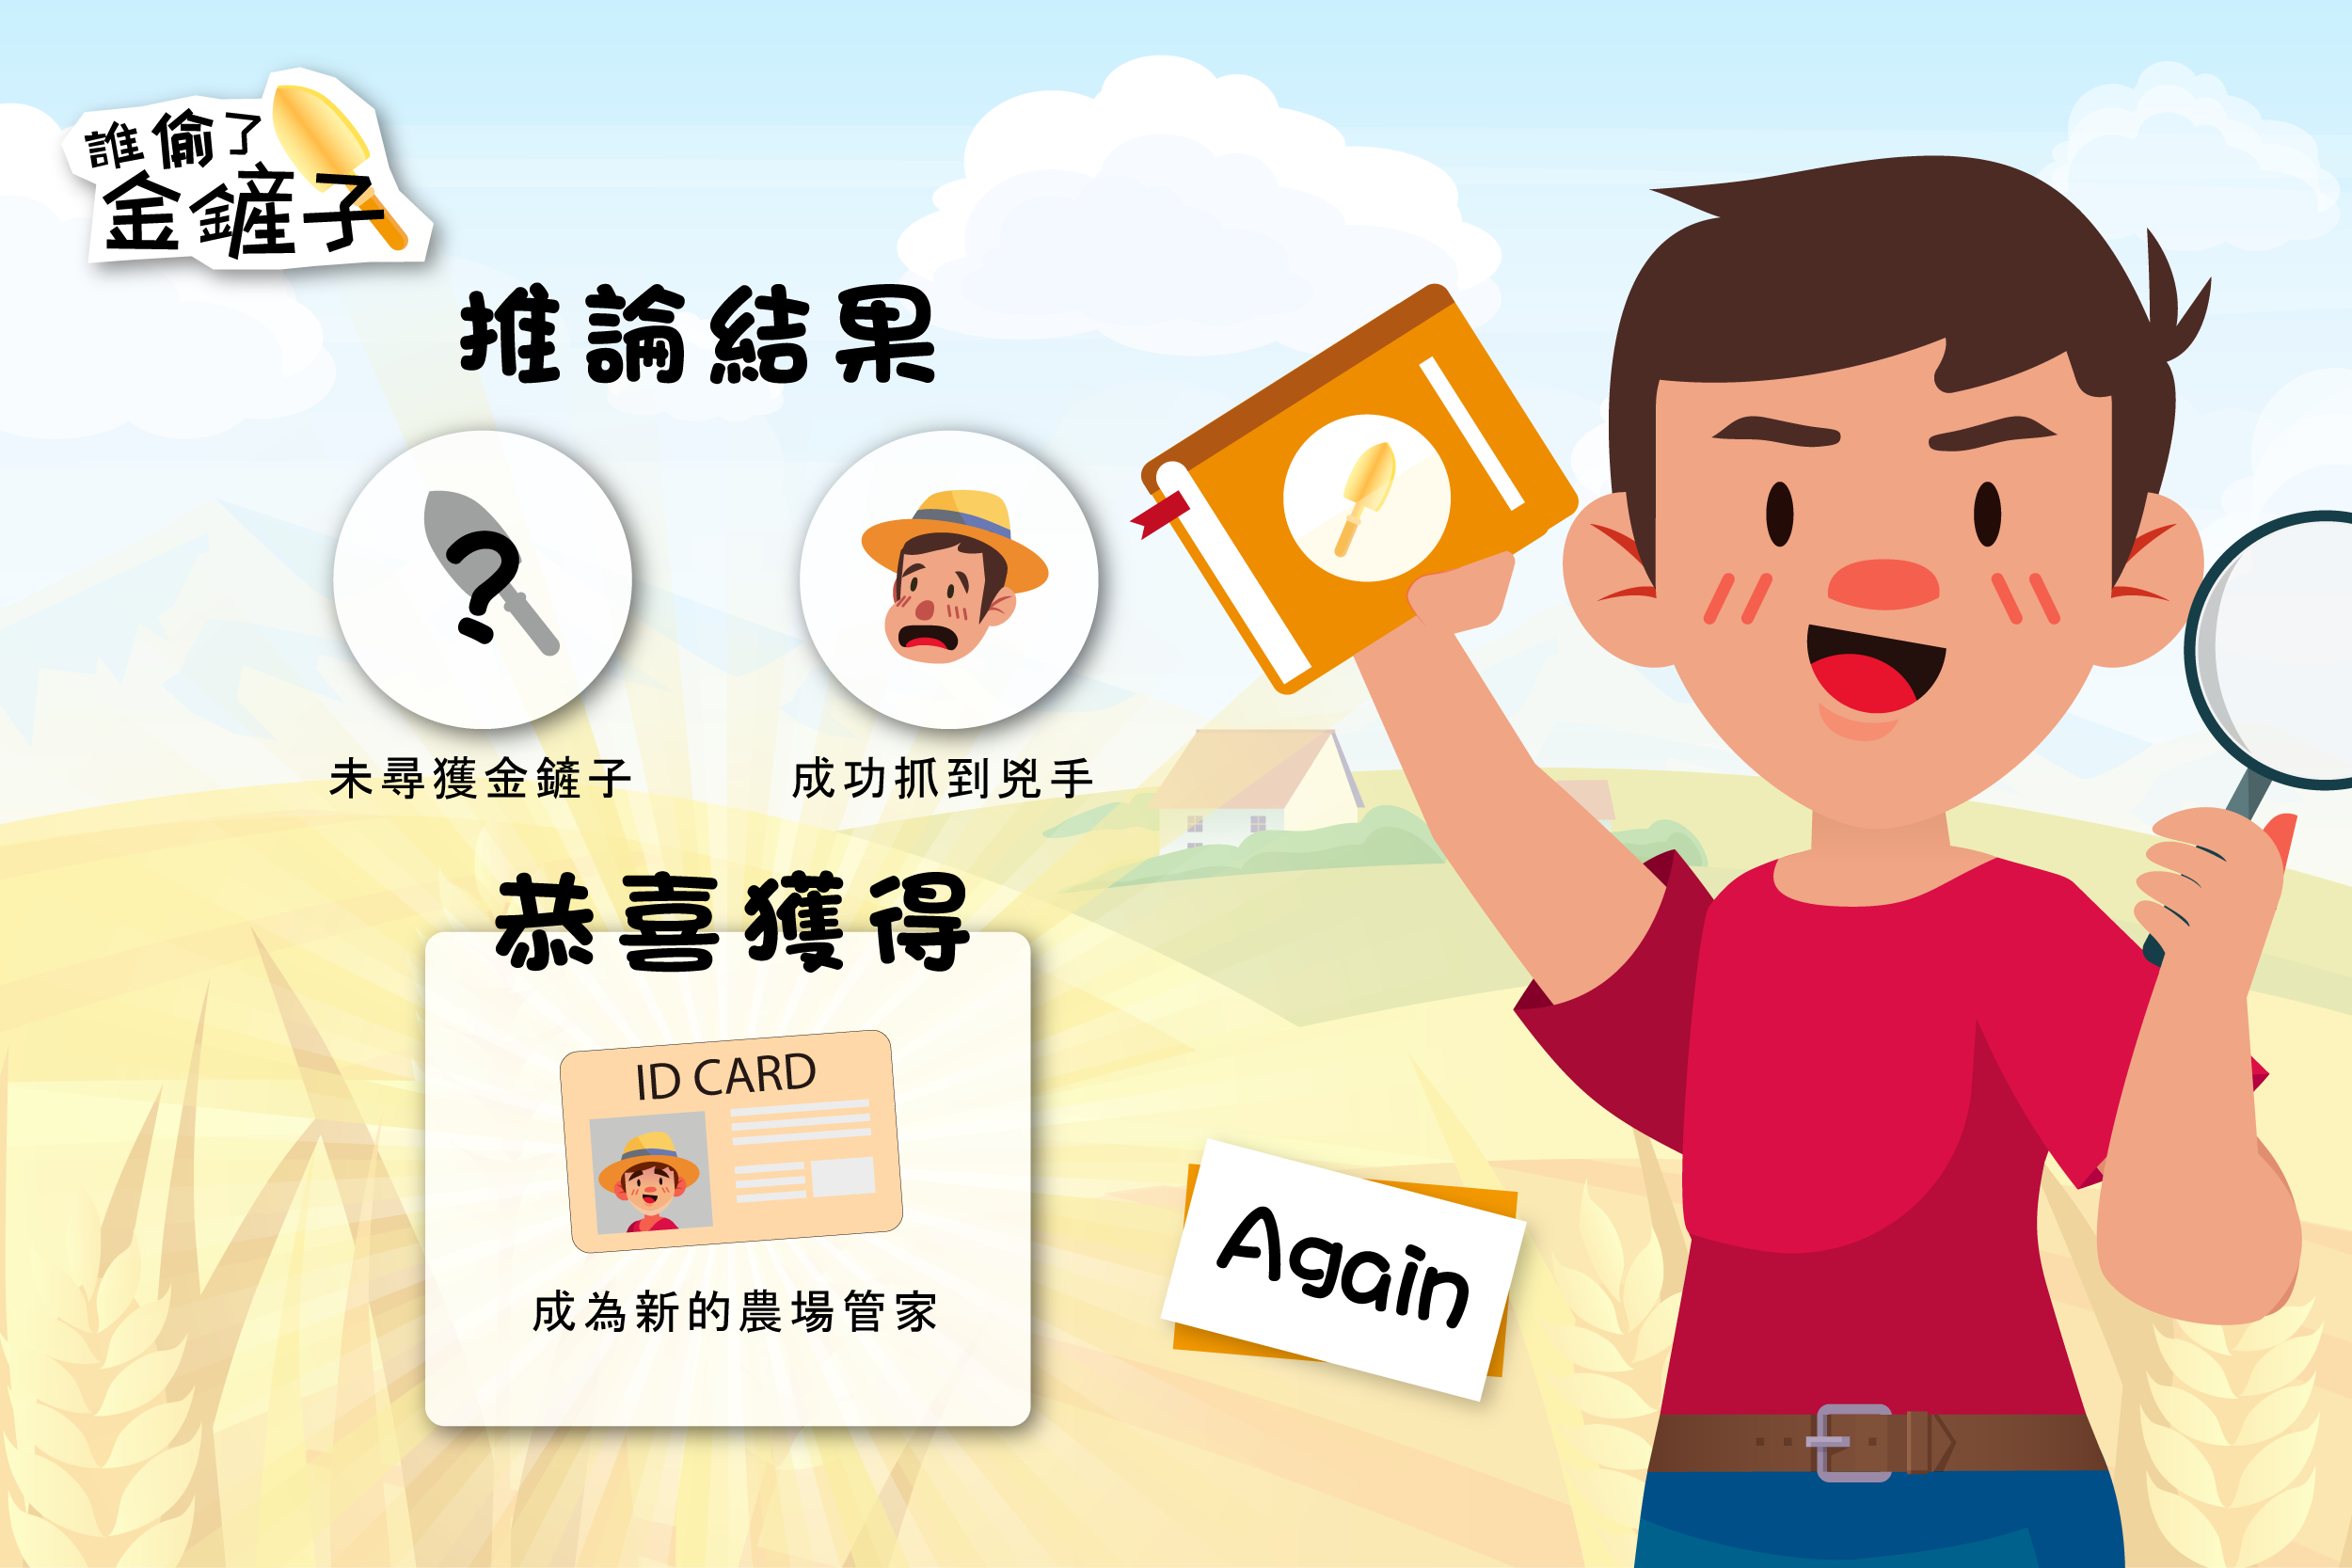 誰偷了
金鏟子
推論結果
未尋獲金鏟子
成功抓到兇手
恭喜獲得
ID CARD
成為新的農場管家
Again